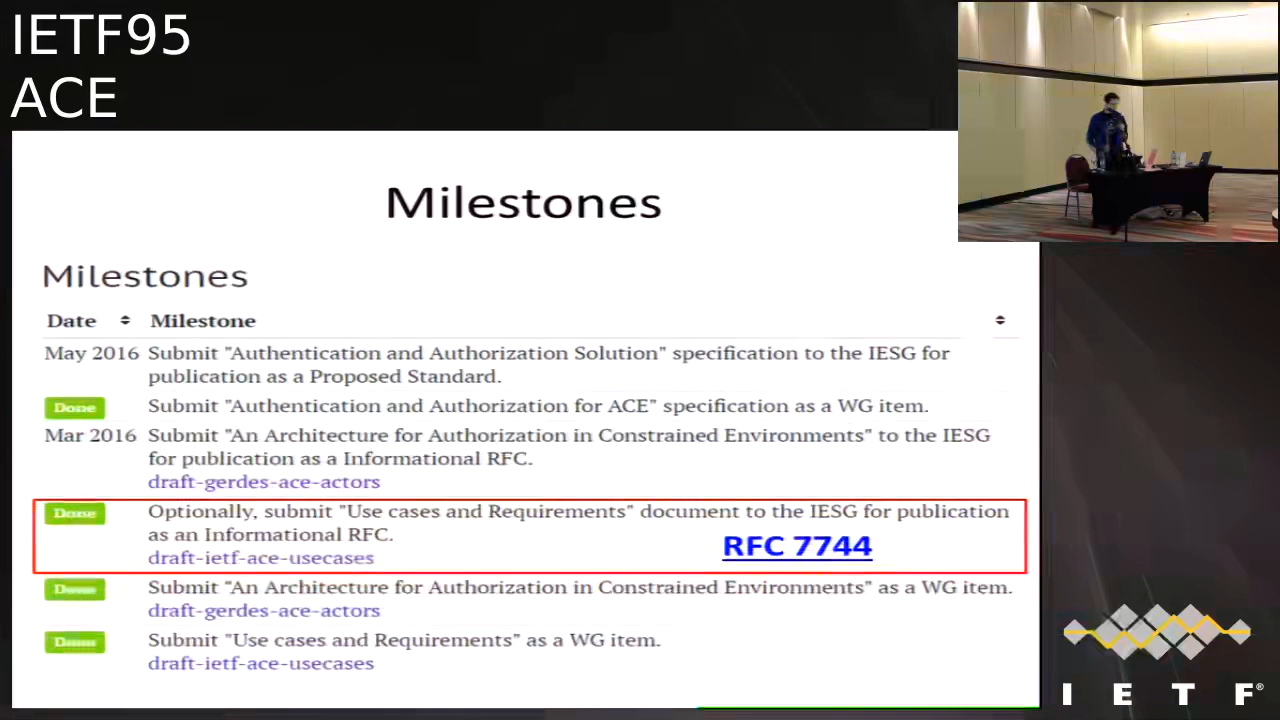 IETF95
ACE
Milestones
Milestones
Date Milestone
May 2016 Submit "Authentication and Authorization Solution" specification to the IESG for
publication as a Proposed Standard.
Done Submit "Authentication and Authorization for ACE" specification as a WG item.
Mar 2016 Submit "An Architecture for Authorization in Constrained Environments" to the IESG
for publication as a Informational RFC.
draft-gerdes-ace-actors
Done Optionally, submit "Use cases and Requirements" document to the IESG for publication
as an Informational RFC.
RFC 7744
draft-ietf-ace-usecases
Done Submit "An Architecture for Authorization in Constrained Environments" as a WG item.
draft-gerdes-ace-actors
Done Submit "Use cases and Requirements" as a WG item.
draft-ietf-ace-usecases
I E T F®